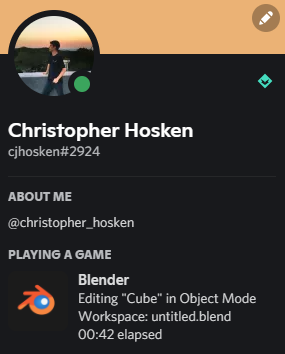 Christopher Hosken
cjhosken#2924
ABOUT ME
@christopher_hosken
PLAYING A GAME
Blender
Editing "Cube" in Object Mode
Workspace: untitled.blend
00:42 elapsed